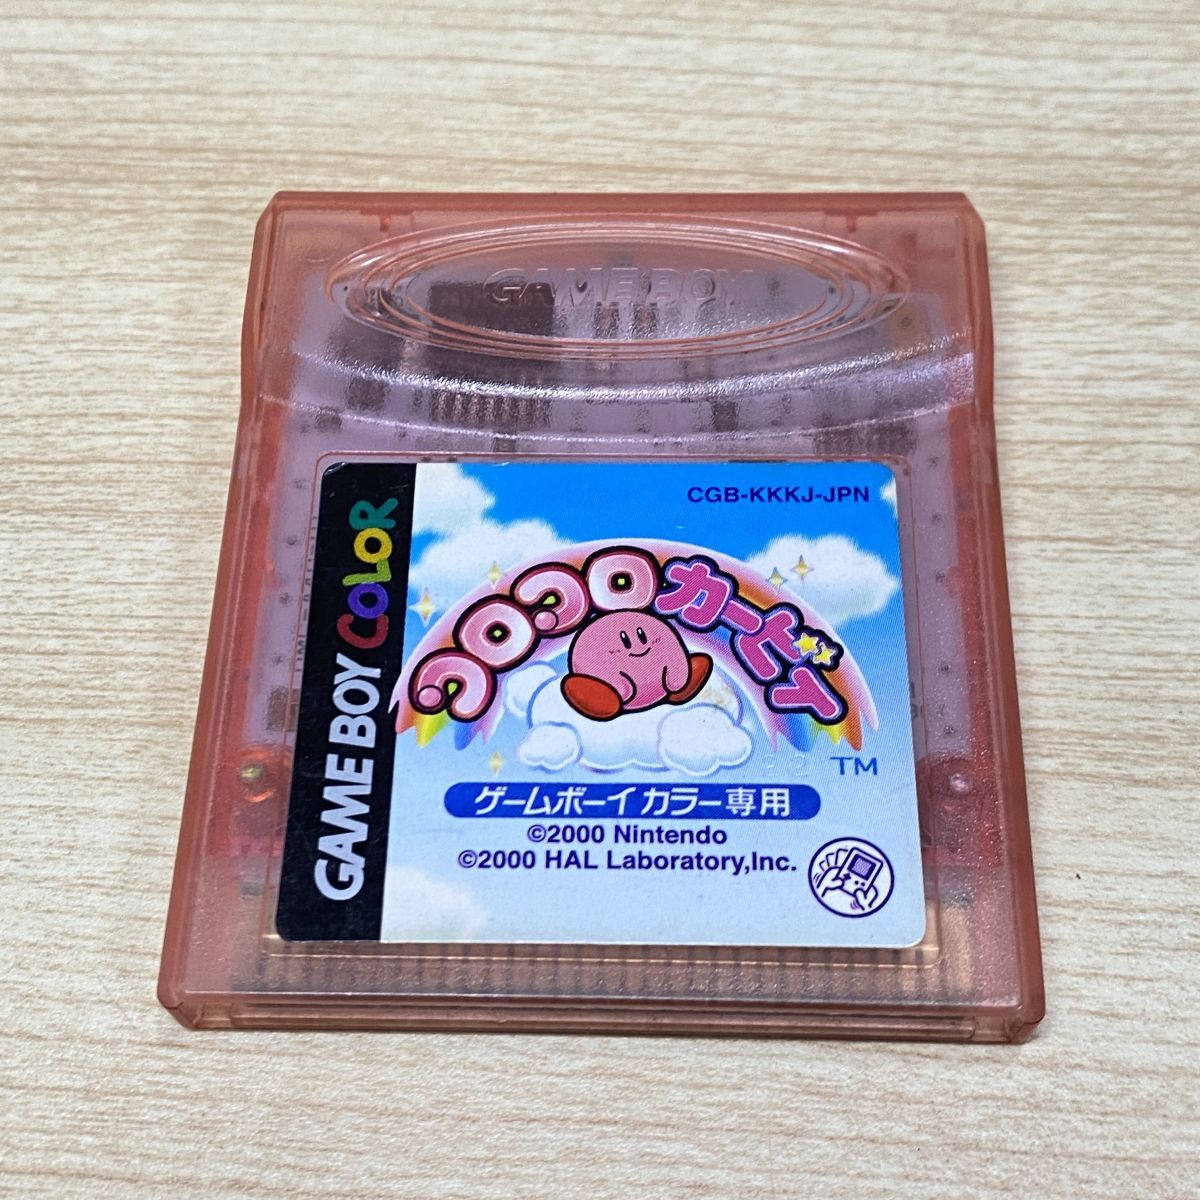 GAME BOY
GAME BOY COLOR
CGB-KKKJ-JPN
コロコロカービィ
TM
ゲームボーイカラー専用
©2000 Nintendo
©2000 HAL Laboratory,Inc.